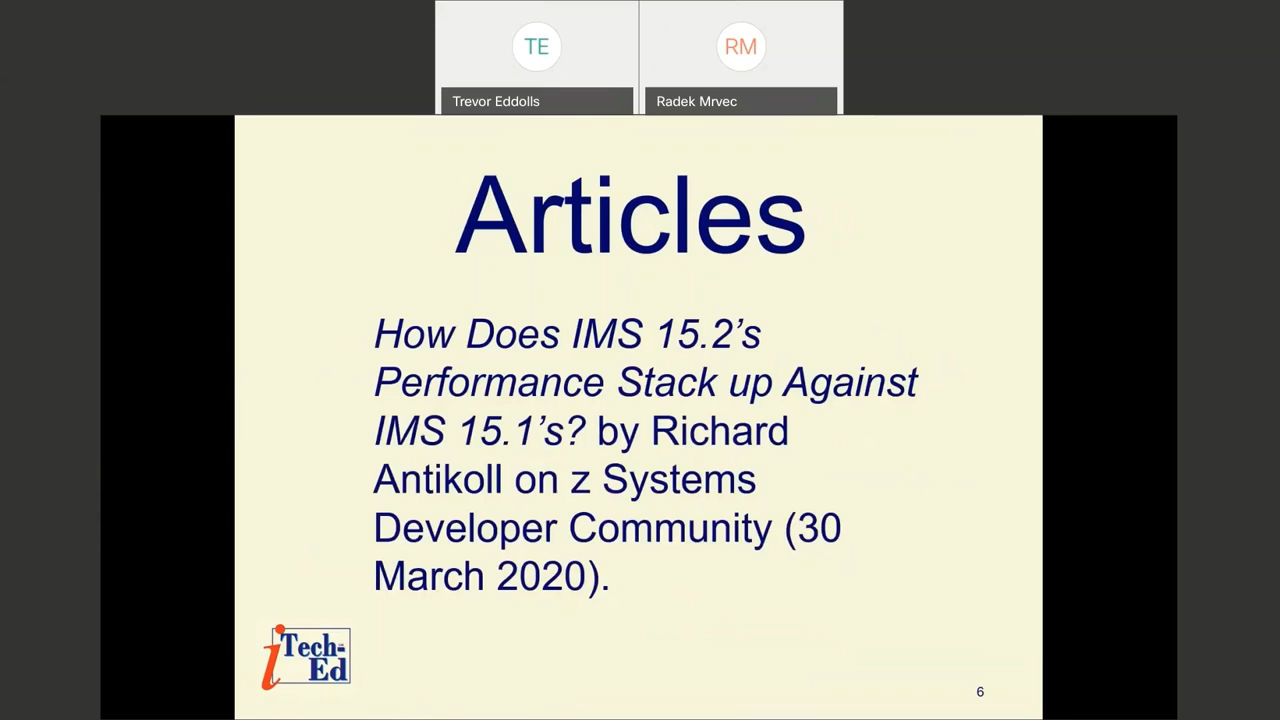 TE
RM
Trevor Eddolls
Radek Mrvec
Articles
How Does IMS 15.2’s
Performance Stack up Against
IMS 15.1’s? by Richard
Antikoll on z Systems
Developer Community (30
March 2020).
iTech-
Ed
6